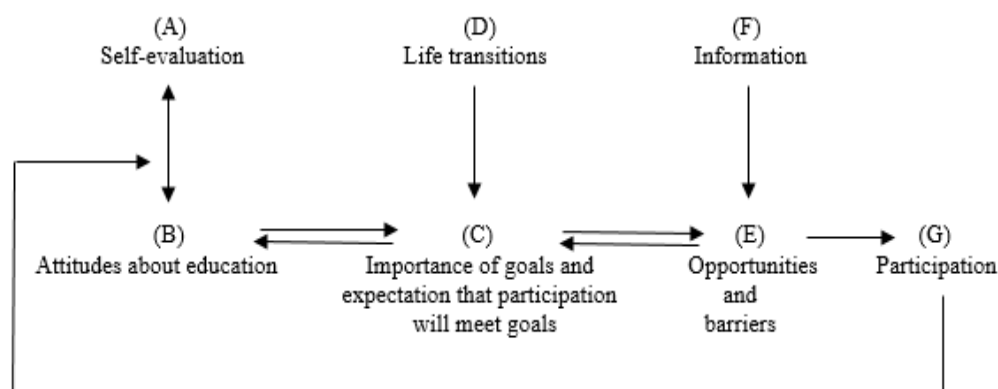 (A)
Self-evaluation
(D)
Life transitions
(F)
Information
(B)
Attitudes about education
(C)
Importance of goals and
expectation that participation
will meet goals
(E)
Opportunities
and
barriers
(G)
Participation